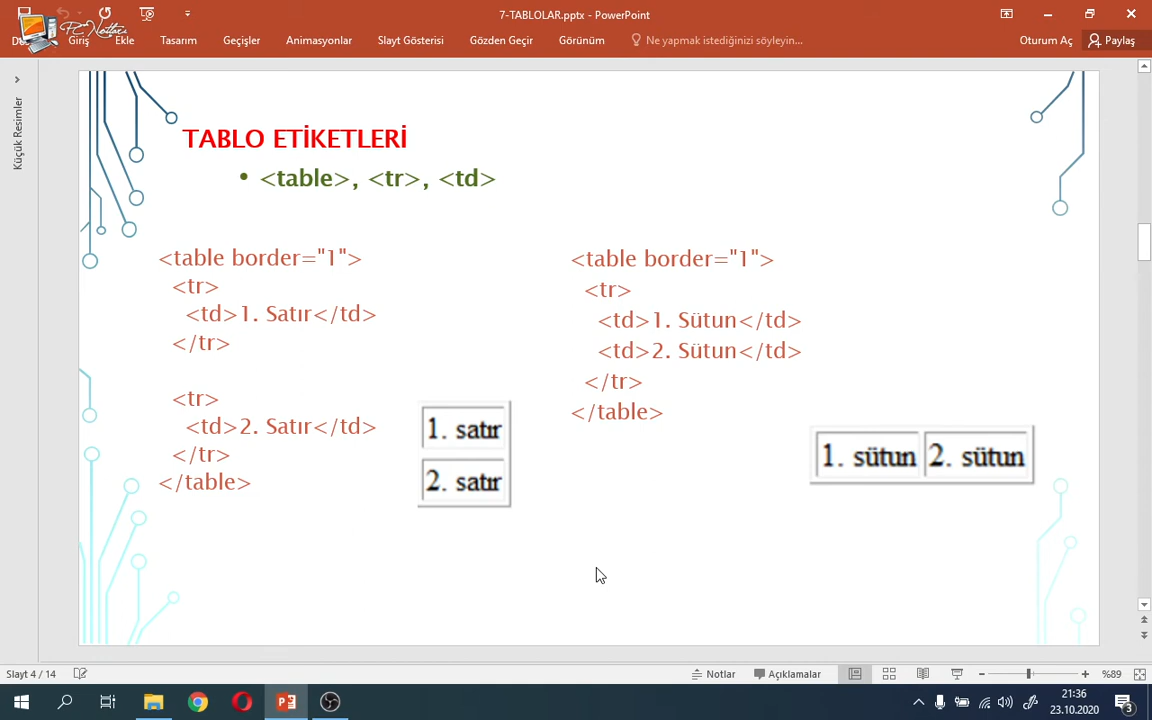 7-TABLOLAR.pptx - PowerPoint
PC Notları
Giriş Ekle Tasarım Geçişler Animasyonlar Slayt Gösterisi Gözden Geçir Görünüm Ne yapmak istediğinizi söyleyin... Oturum Aç Paylaş
Küçük Resimler
TABLO ETİKETLERİ
• <table>, <tr>, <td>
<table border="1">
<tr>
<td>1. Satır</td>
</tr>
<tr>
<td>2. Satır</td>
</tr>
</table>
1. satır
2. satır
<table border="1">
<tr>
<td>1. Sütun</td>
<td>2. Sütun</td>
</tr>
</table>
1. sütun 2. sütun
Slayt 4 / 14 Notlar Açıklamalar %89
21:36
23.10.2020
3